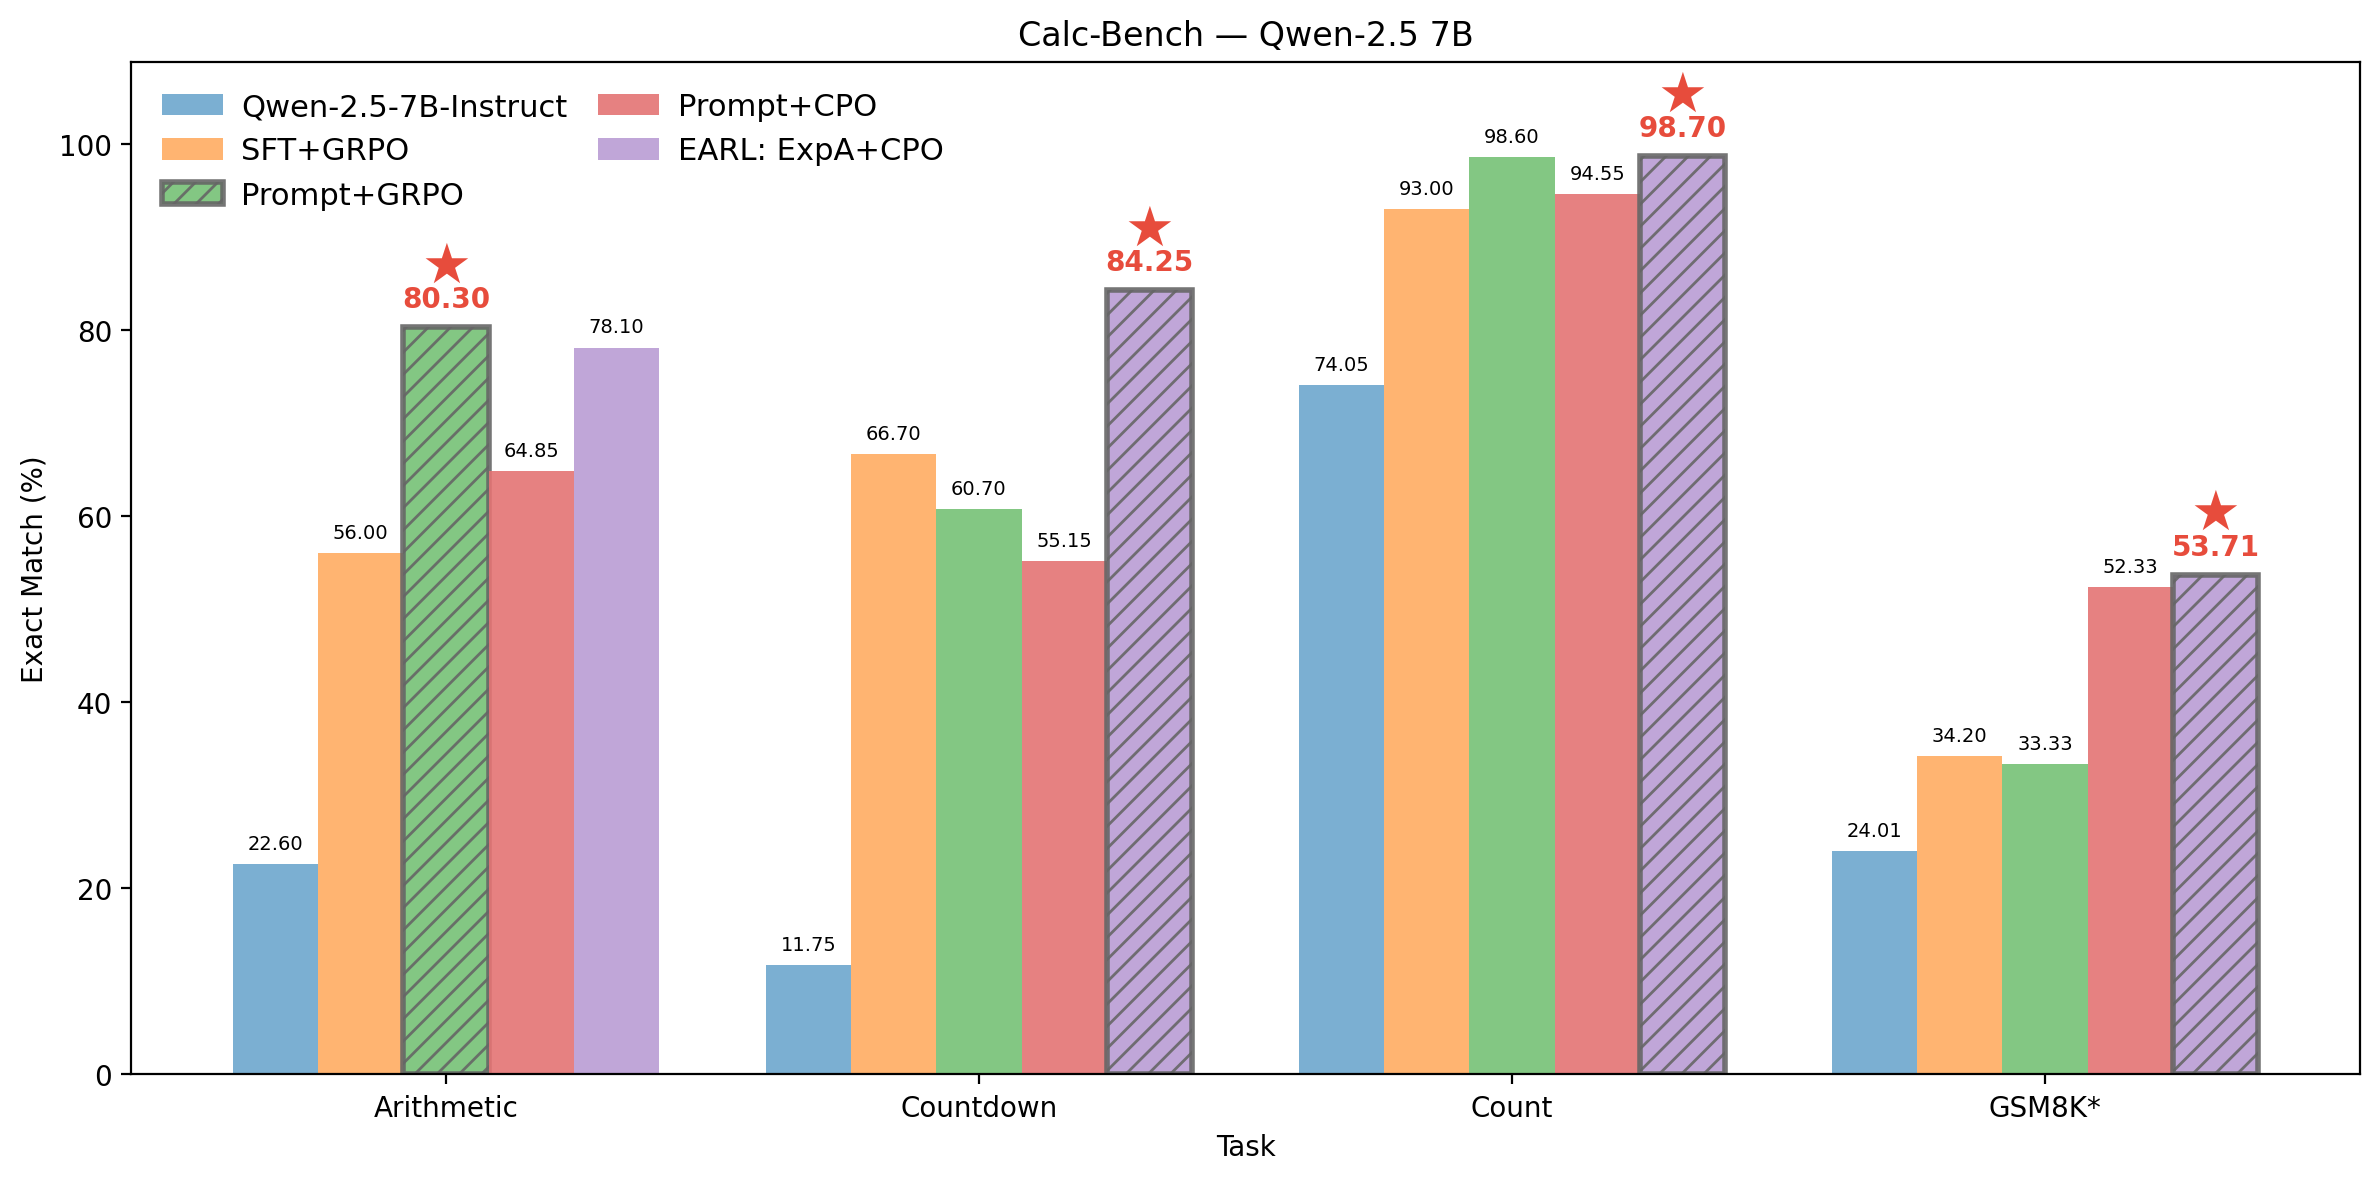 Calc-Bench — Qwen-2.5 7B
Qwen-2.5-7B-Instruct
SFT+GRPO
Prompt+GRPO
Prompt+CPO
EARL: ExpA+CPO
Exact Match (%)
100
80
60
40
20
0
22.60
56.00
80.30
64.85
78.10
11.75
66.70
60.70
55.15
84.25
74.05
93.00
98.60
94.55
98.70
24.01
34.20
33.33
52.33
53.71
Arithmetic
Countdown
Count
GSM8K*
Task